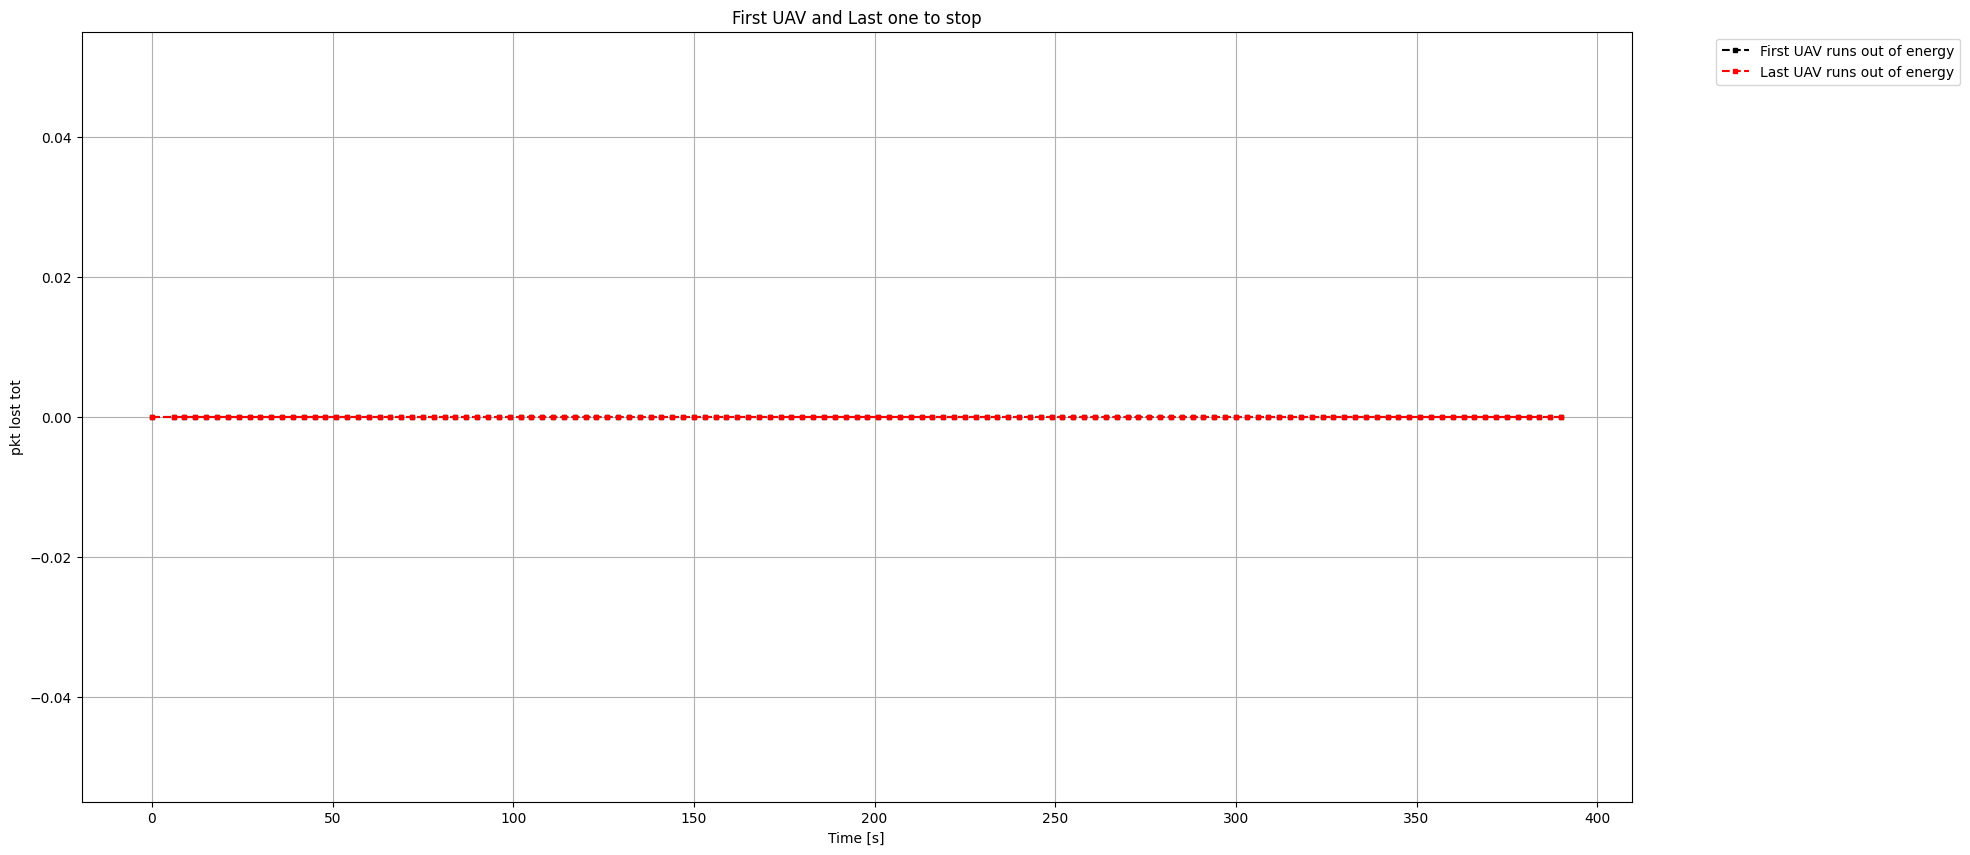 First UAV and Last one to stop
First UAV runs out of energy
Last UAV runs out of energy
pkt lost tot
0.04
0.02
0.00
−0.02
−0.04
0 50 100 150 200 250 300 350 400
Time [s]